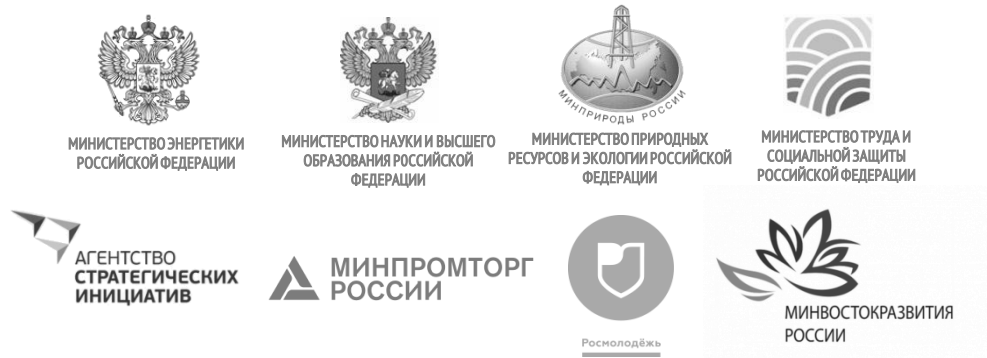 МИНИСТЕРСТВО ЭНЕРГЕТИКИ
РОССИЙСКОЙ ФЕДЕРАЦИИ
МИНИСТЕРСТВО НАУКИ И ВЫСШЕГО
ОБРАЗОВАНИЯ РОССИЙСКОЙ
ФЕДЕРАЦИИ
МИНПРИРОДЫ РОССИИ
МИНИСТЕРСТВО ПРИРОДНЫХ
РЕСУРСОВ И ЭКОЛОГИИ РОССИЙСКОЙ
ФЕДЕРАЦИИ
МИНИСТЕРСТВО ТРУДА И
СОЦИАЛЬНОЙ ЗАЩИТЫ
РОССИЙСКОЙ ФЕДЕРАЦИИ
АГЕНТСТВО
СТРАТЕГИЧЕСКИХ
ИНИЦИАТИВ
МИНПРОМТОРГ
РОССИИ
Росмолодёжь
МИНВОСТОКРАЗВИТИЯ
РОССИИ